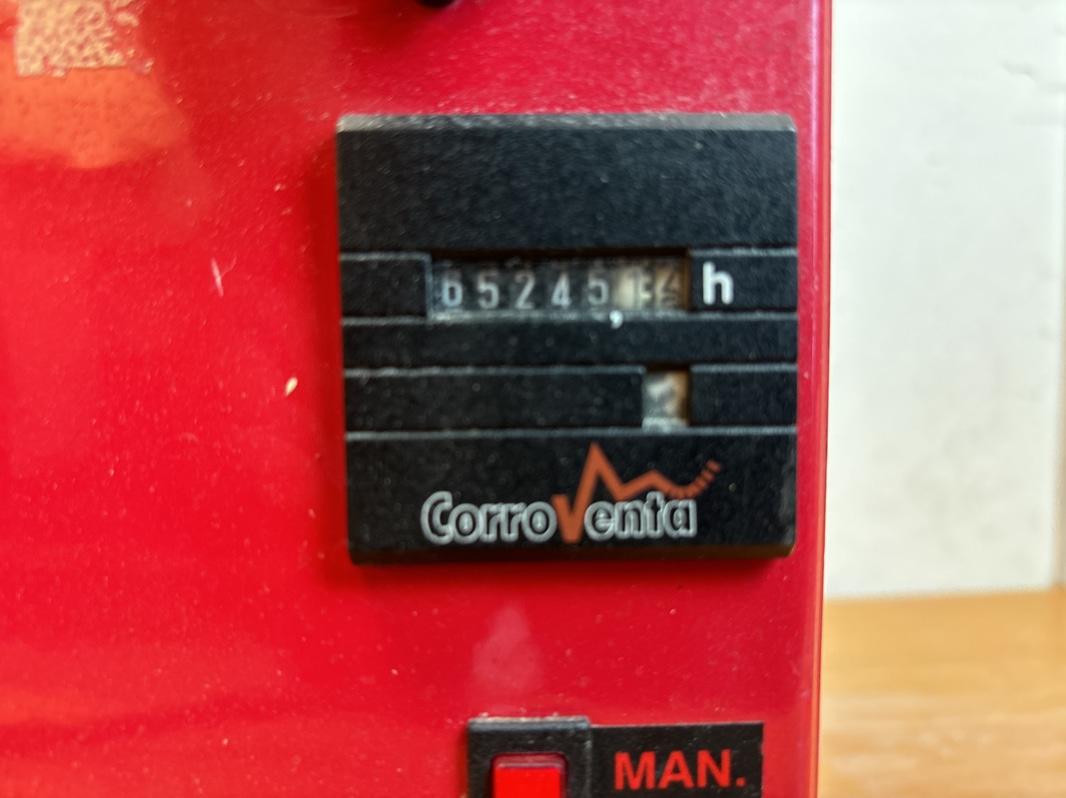 65245, h
CorroVenta
MAN.